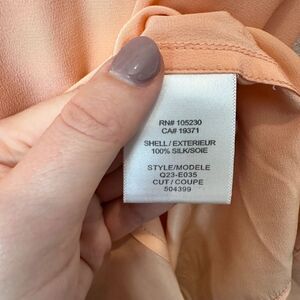 RN# 105230
CA# 19371
SHELL / EXTERIEUR
100% SILK/SOIE
STYLE/MODELE
Q23-E035
CUT / COUPE
504399